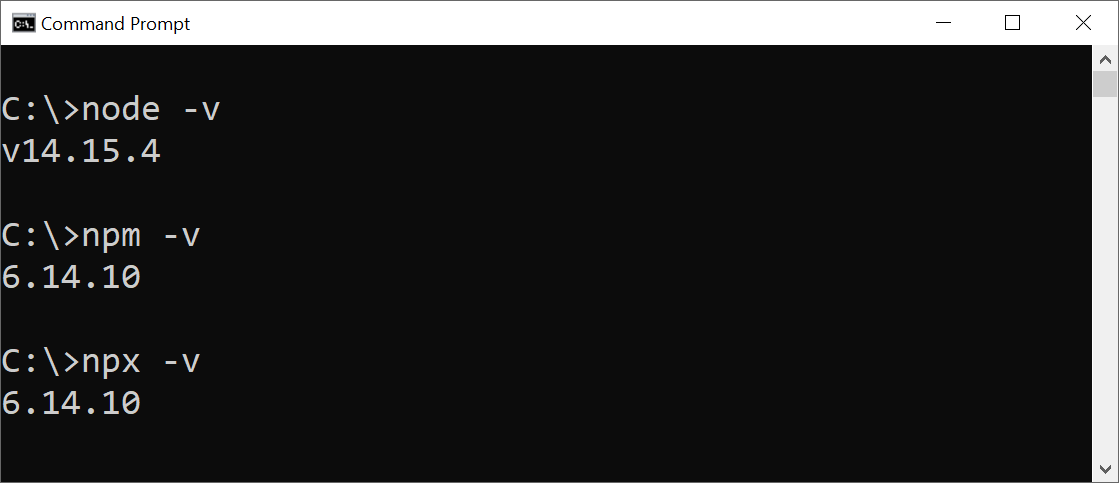 Command Prompt
C:\>node -v
v14.15.4
C:\>npm -v
6.14.10
C:\>npx -v
6.14.10